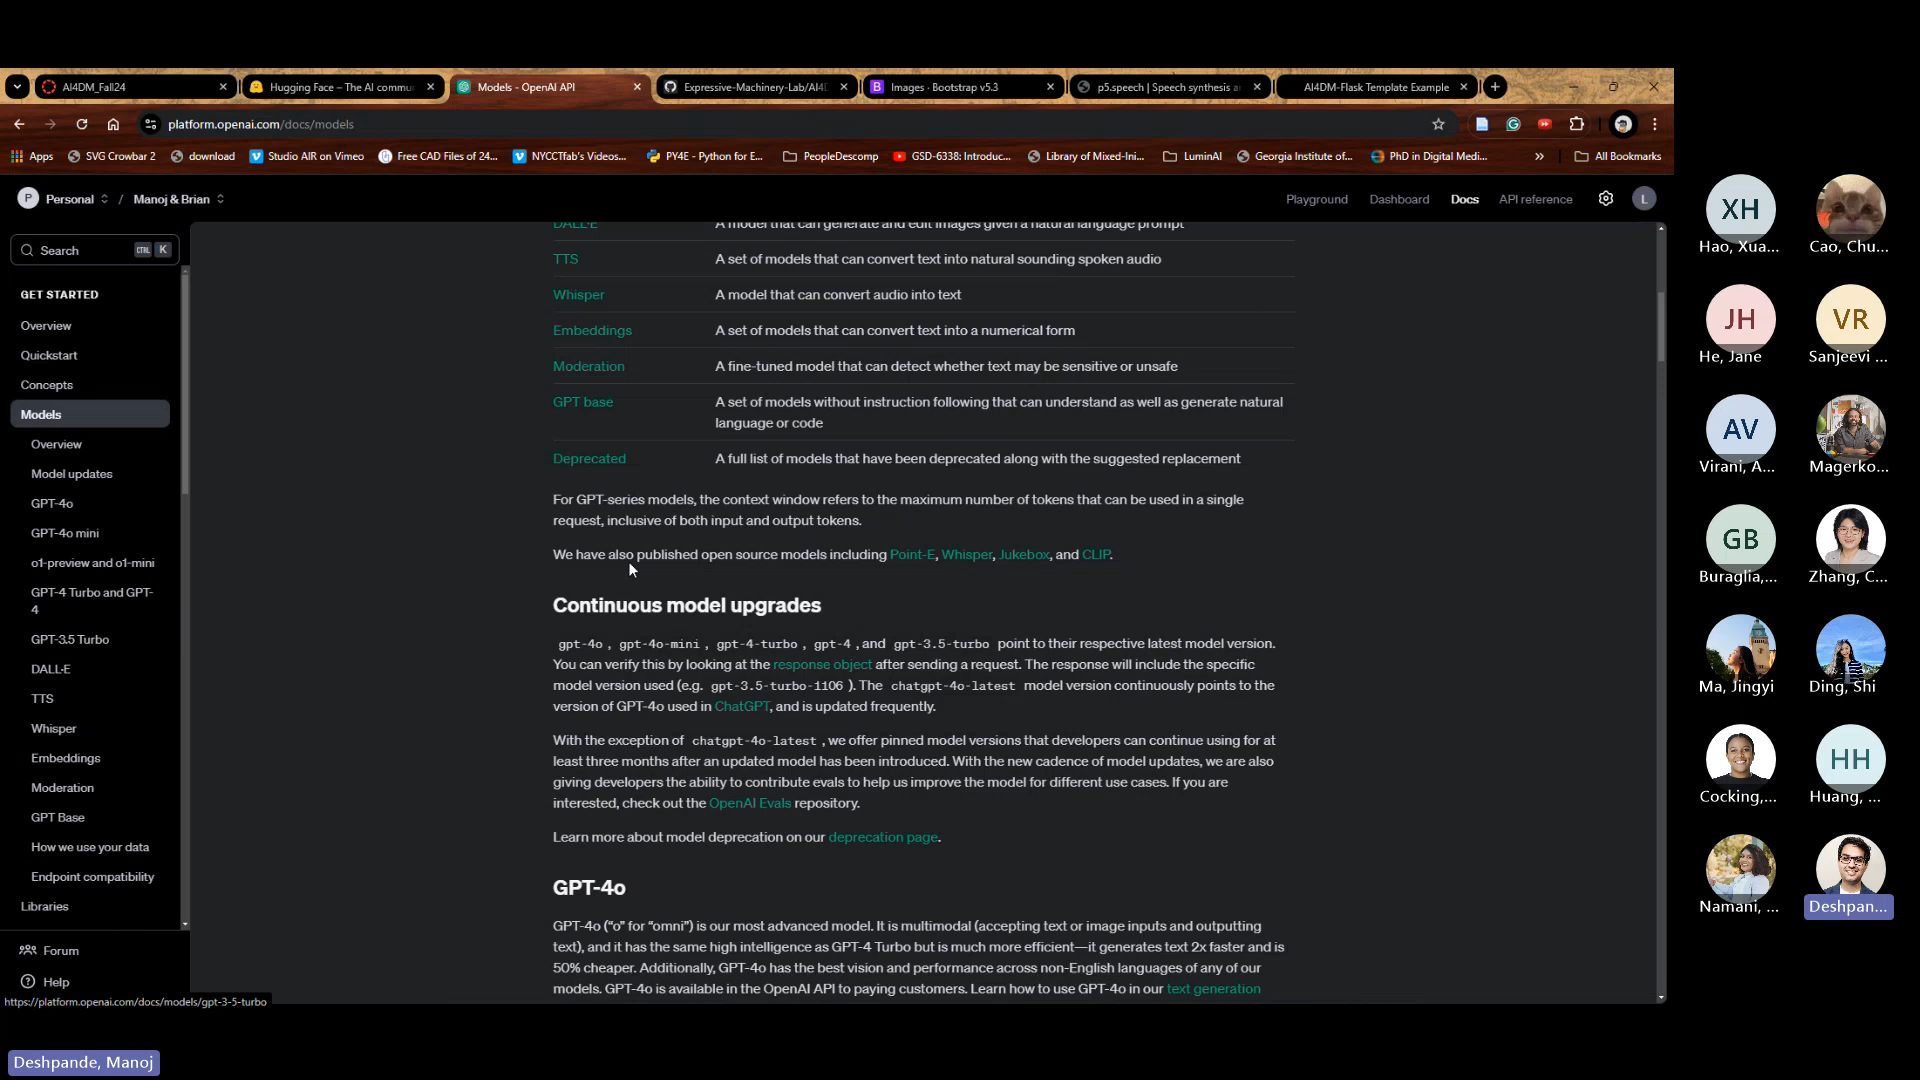 AI4DM_Fall24
Hugging Face – The AI commu
Models - OpenAI API
Expressive-Machinery-Lab/AI4D
Images · Bootstrap v5.3
p5.speech | Speech synthesis a
AI4DM-Flask Template Example
platform.openai.com/docs/models
Apps
SVG Crowbar 2
download
Studio AIR on Vimeo
Free CAD Files of 24...
NYCCTfab's Videos...
PY4E - Python for E...
PeopleDescomp
GSD-6338: Introduc...
Library of Mixed-Ini...
LuminAI
Georgia Institute of...
PhD in Digital Medi...
»
All Bookmarks
P Personal / Manoj & Brian
Playground
Dashboard
Docs
API reference
L
Search CTRL K
GET STARTED
Overview
Quickstart
Concepts
Models
Overview
Model updates
GPT-4o
GPT-4o mini
o1-preview and o1-mini
GPT-4 Turbo and GPT-
4
GPT-3.5 Turbo
DALL·E
TTS
Whisper
Embeddings
Moderation
GPT Base
How we use your data
Endpoint compatibility
Libraries
Forum
Help
https://platform.openai.com/docs/models/gpt-3-5-turbo
DALL·E A model that can generate and edit images given a natural language prompt
TTS A set of models that can convert text into natural sounding spoken audio
Whisper A model that can convert audio into text
Embeddings A set of models that can convert text into a numerical form
Moderation A fine-tuned model that can detect whether text may be sensitive or unsafe
GPT base A set of models without instruction following that can understand as well as generate natural
language or code
Deprecated A full list of models that have been deprecated along with the suggested replacement
For GPT-series models, the context window refers to the maximum number of tokens that can be used in a single
request, inclusive of both input and output tokens.
We have also published open source models including Point-E, Whisper, Jukebox, and CLIP.
Continuous model upgrades
gpt-4o , gpt-4o-mini , gpt-4-turbo , gpt-4 , and gpt-3.5-turbo point to their respective latest model version.
You can verify this by looking at the response object after sending a request. The response will include the specific
model version used (e.g. gpt-3.5-turbo-1106 ). The chatgpt-4o-latest model version continuously points to the
version of GPT-4o used in ChatGPT, and is updated frequently.
With the exception of chatgpt-4o-latest , we offer pinned model versions that developers can continue using for at
least three months after an updated model has been introduced. With the new cadence of model updates, we are also
giving developers the ability to contribute evals to help us improve the model for different use cases. If you are
interested, check out the OpenAI Evals repository.
Learn more about model deprecation on our deprecation page.
GPT-4o
GPT-4o (“o” for “omni”) is our most advanced model. It is multimodal (accepting text or image inputs and outputting
text), and it has the same high intelligence as GPT-4 Turbo but is much more efficient—it generates text 2x faster and is
50% cheaper. Additionally, GPT-4o has the best vision and performance across non-English languages of any of our
models. GPT-4o is available in the OpenAI API to paying customers. Learn how to use GPT-4o in our text generation
XH
Hao, Xua...
Cao, Chu...
JH
He, Jane
VR
Sanjeevi ...
AV
Virani, A...
Magerko...
GB
Buraglia,...
Zhang, C...
Ma, Jingyi
Ding, Shi
Cocking,...
HH
Huang, ...
Namani, ...
Deshpan...
Deshpande, Manoj